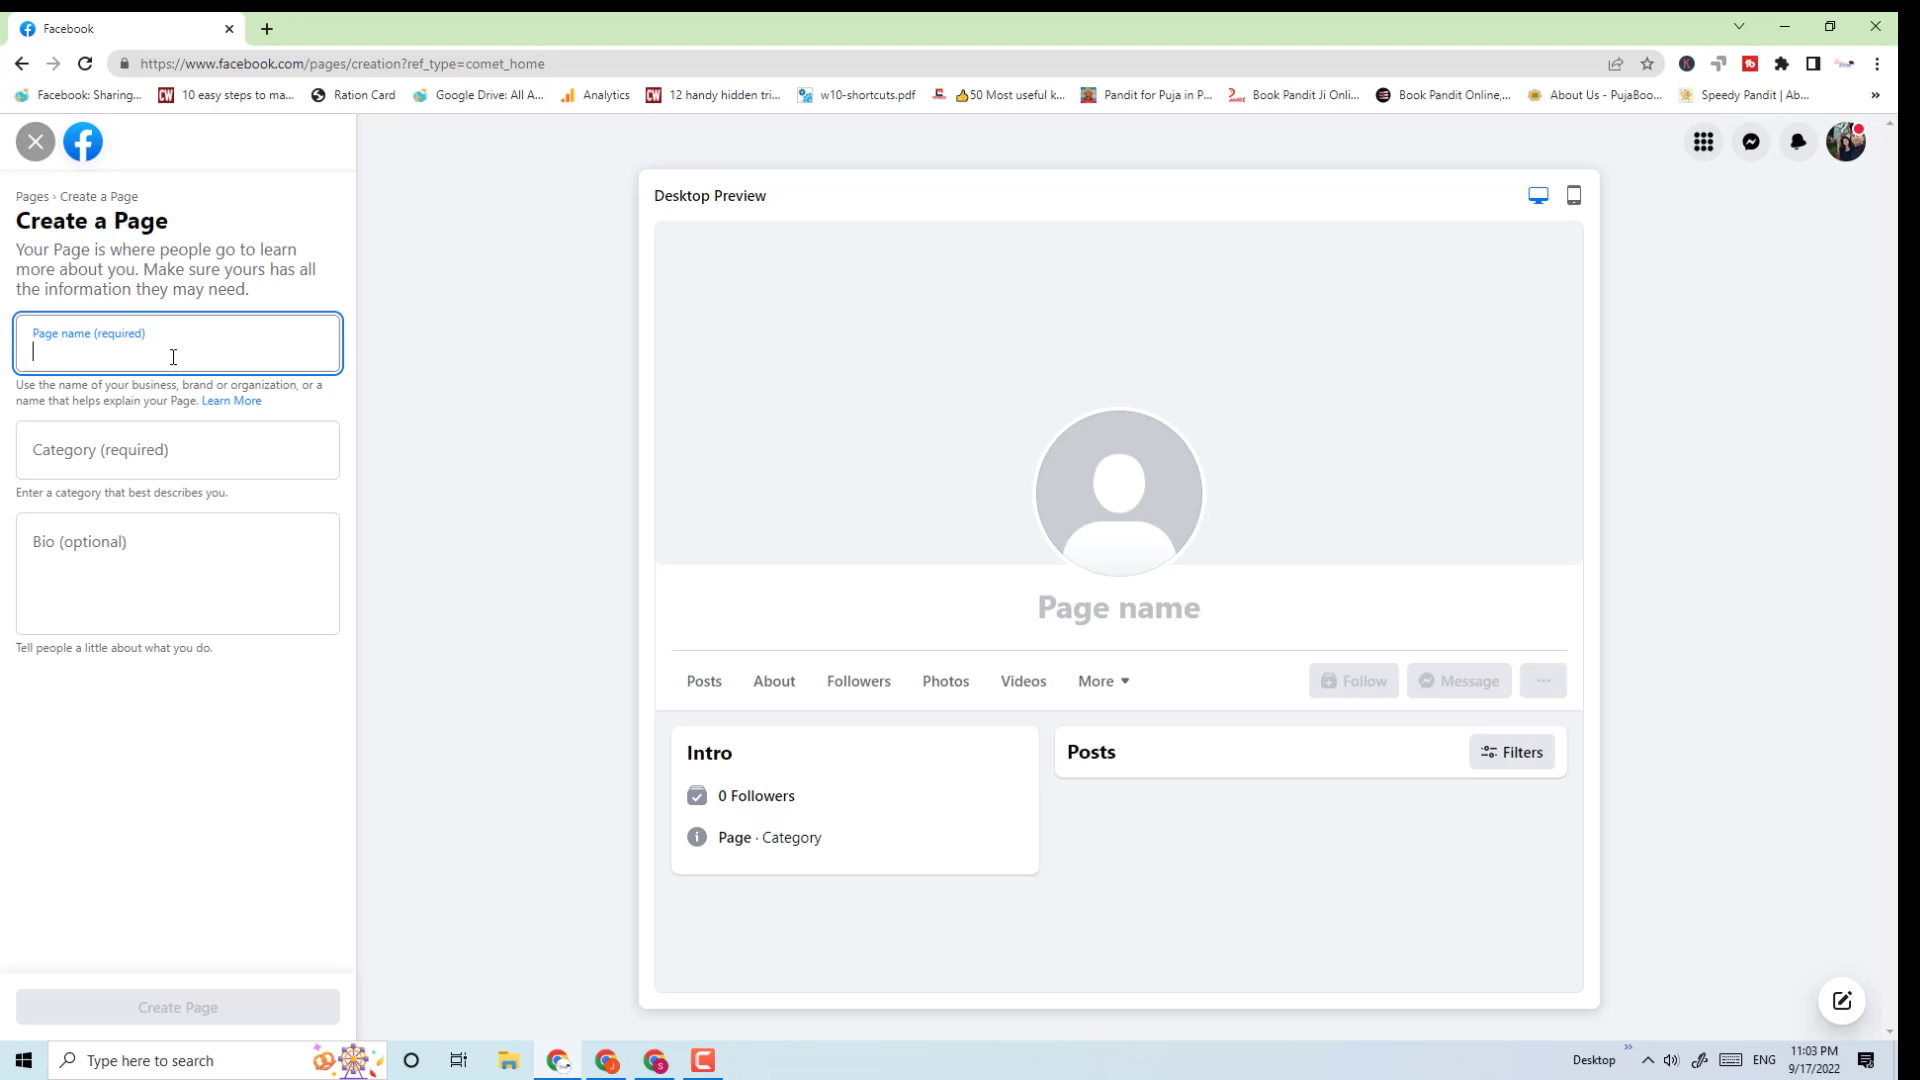 Facebook
https://www.facebook.com/pages/creation?ref_type=comet_home
Facebook: Sharing...
10 easy steps to ma...
Ration Card
Google Drive: All A...
Analytics
12 handy hidden tri...
w10-shortcuts.pdf
50 Most useful k...
Pandit for Puja in P...
Book Pandit Ji Onli...
Book Pandit Online,...
About Us - PujaBoo...
Speedy Pandit | Ab...
Pages › Create a Page
Create a Page
Your Page is where people go to learn
more about you. Make sure yours has all
the information they may need.
Page name (required)
Use the name of your business, brand or organization, or a
name that helps explain your Page. Learn More
Category (required)
Enter a category that best describes you.
Bio (optional)
Tell people a little about what you do.
Create Page
Desktop Preview
Page name
Posts
About
Followers
Photos
Videos
More
Follow
Message
Intro
0 Followers
Page · Category
Posts
Filters
Type here to search
Desktop
ENG
11:03 PM
9/17/2022